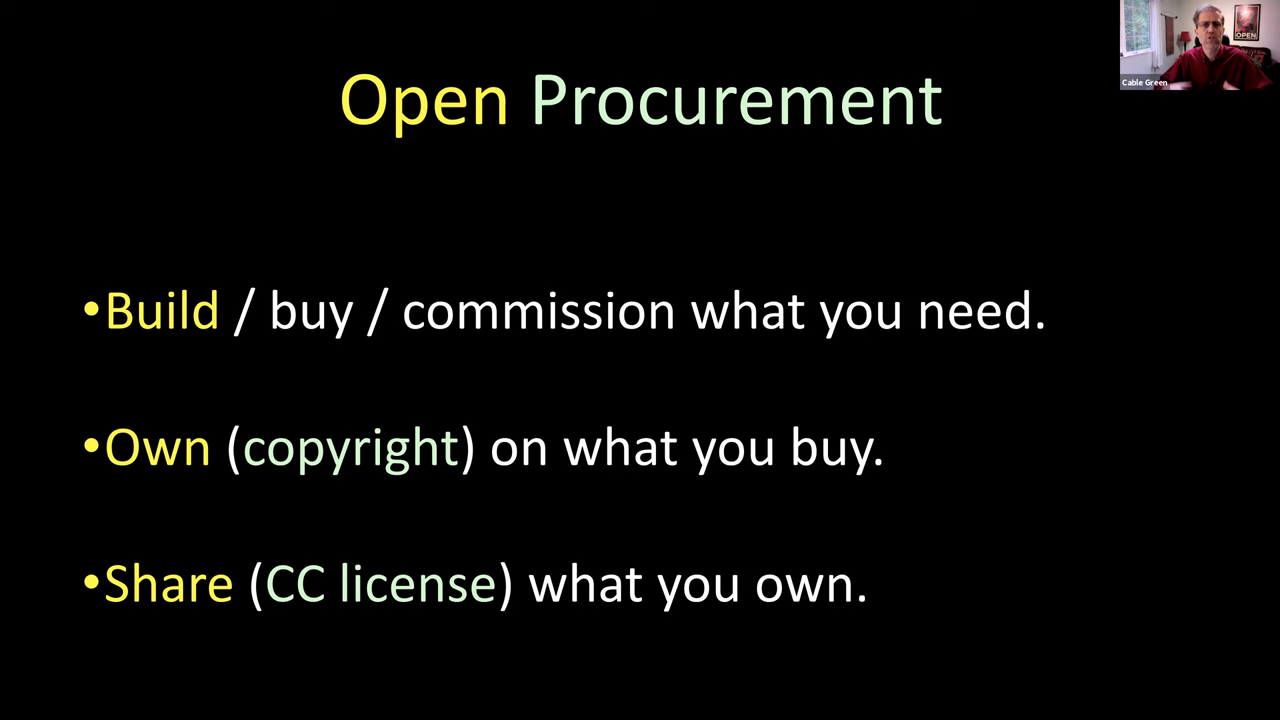 Open Procurement
OPEN
Cable Green
•Build / buy / commission what you need.
•Own (copyright) on what you buy.
•Share (CC license) what you own.